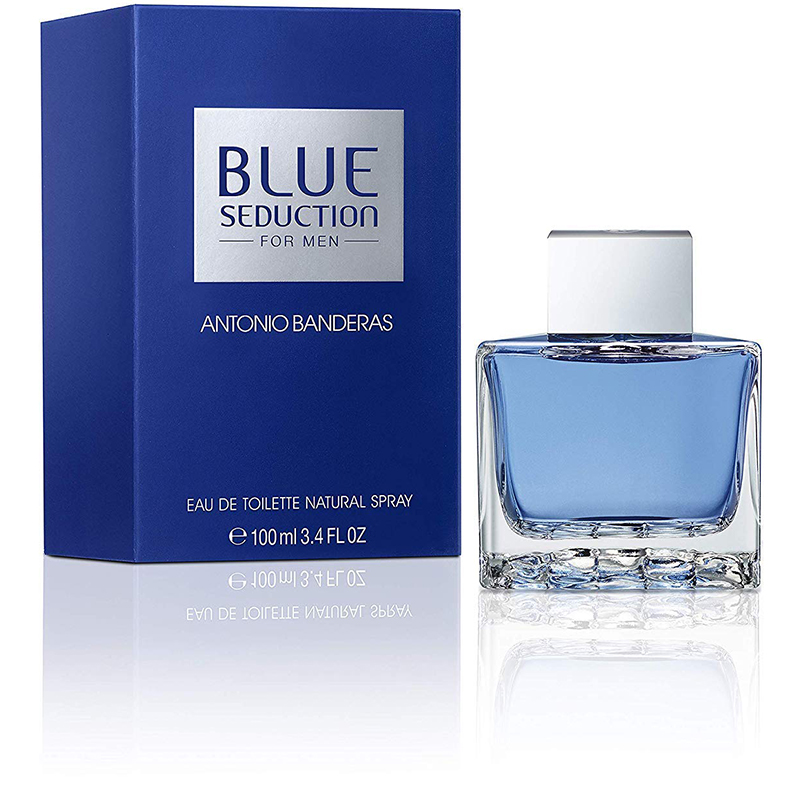 BLUE
SEDUCTION
FOR MEN
ANTONIO BANDERAS
EAU DE TOILETTE NATURAL SPRAY
℮ 100 ml 3.4 FL OZ